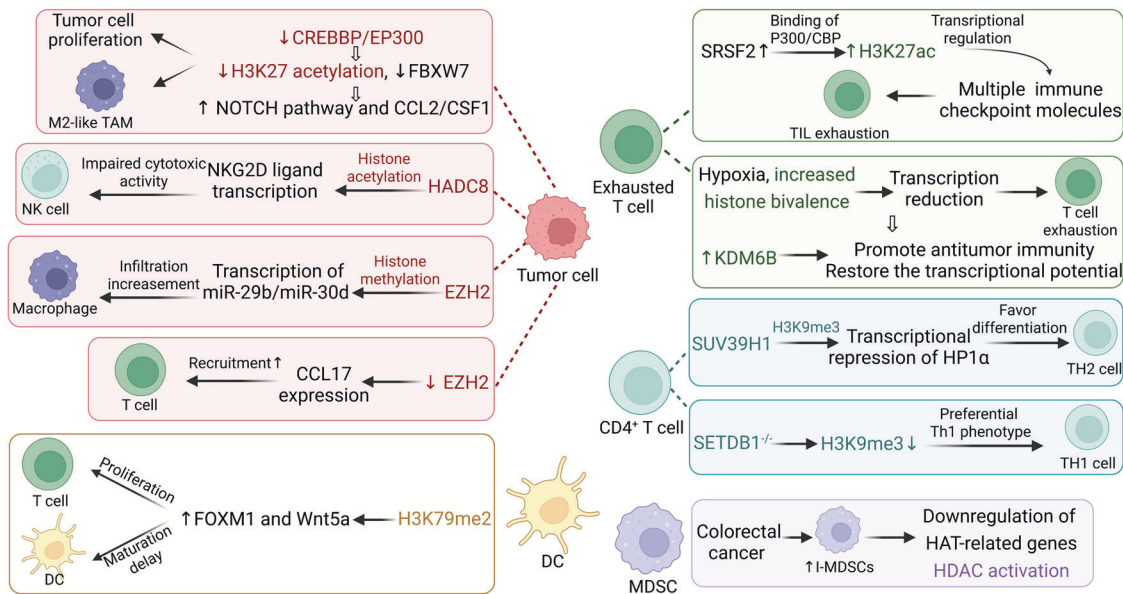 Tumor cell
proliferation
↓CREBBP/EP300
⇩
↓H3K27 acetylation, ↓FBXW7
⇩
↑ NOTCH pathway and CCL2/CSF1
M2-like TAM
NK cell
Impaired cytotoxic
activity
NKG2D ligand
transcription
Histone
acetylation
HADC8
Macrophage
Infiltration
increasement
Transcription of
miR-29b/miR-30d
Histone
methylation
EZH2
T cell
Recruitment↑
CCL17
expression
↓ EZH2
Tumor cell
T cell
Proliferation
DC
Maturation
delay
↑FOXM1 and Wnt5a
H3K79me2
DC
Exhausted
T cell
SRSF2↑
Binding of
P300/CBP
↑H3K27ac
Transriptional
regulation
Multiple immune
checkpoint molecules
TIL exhaustion
Hypoxia, increased
histone bivalence
Transcription
reduction
T cell
exhaustion
⇩
↑KDM6B
Promote antitumor immunity
Restore the transcriptional potential
CD4⁺ T cell
SUV39H1
H3K9me3
Transcriptional
repression of HP1α
Favor
differentiation
TH2 cell
SETDB1⁻/⁻
H3K9me3↓
Preferential
Th1 phenotype
TH1 cell
MDSC
Colorectal
cancer
↑I-MDSCs
Downregulation of
HAT-related genes
HDAC activation